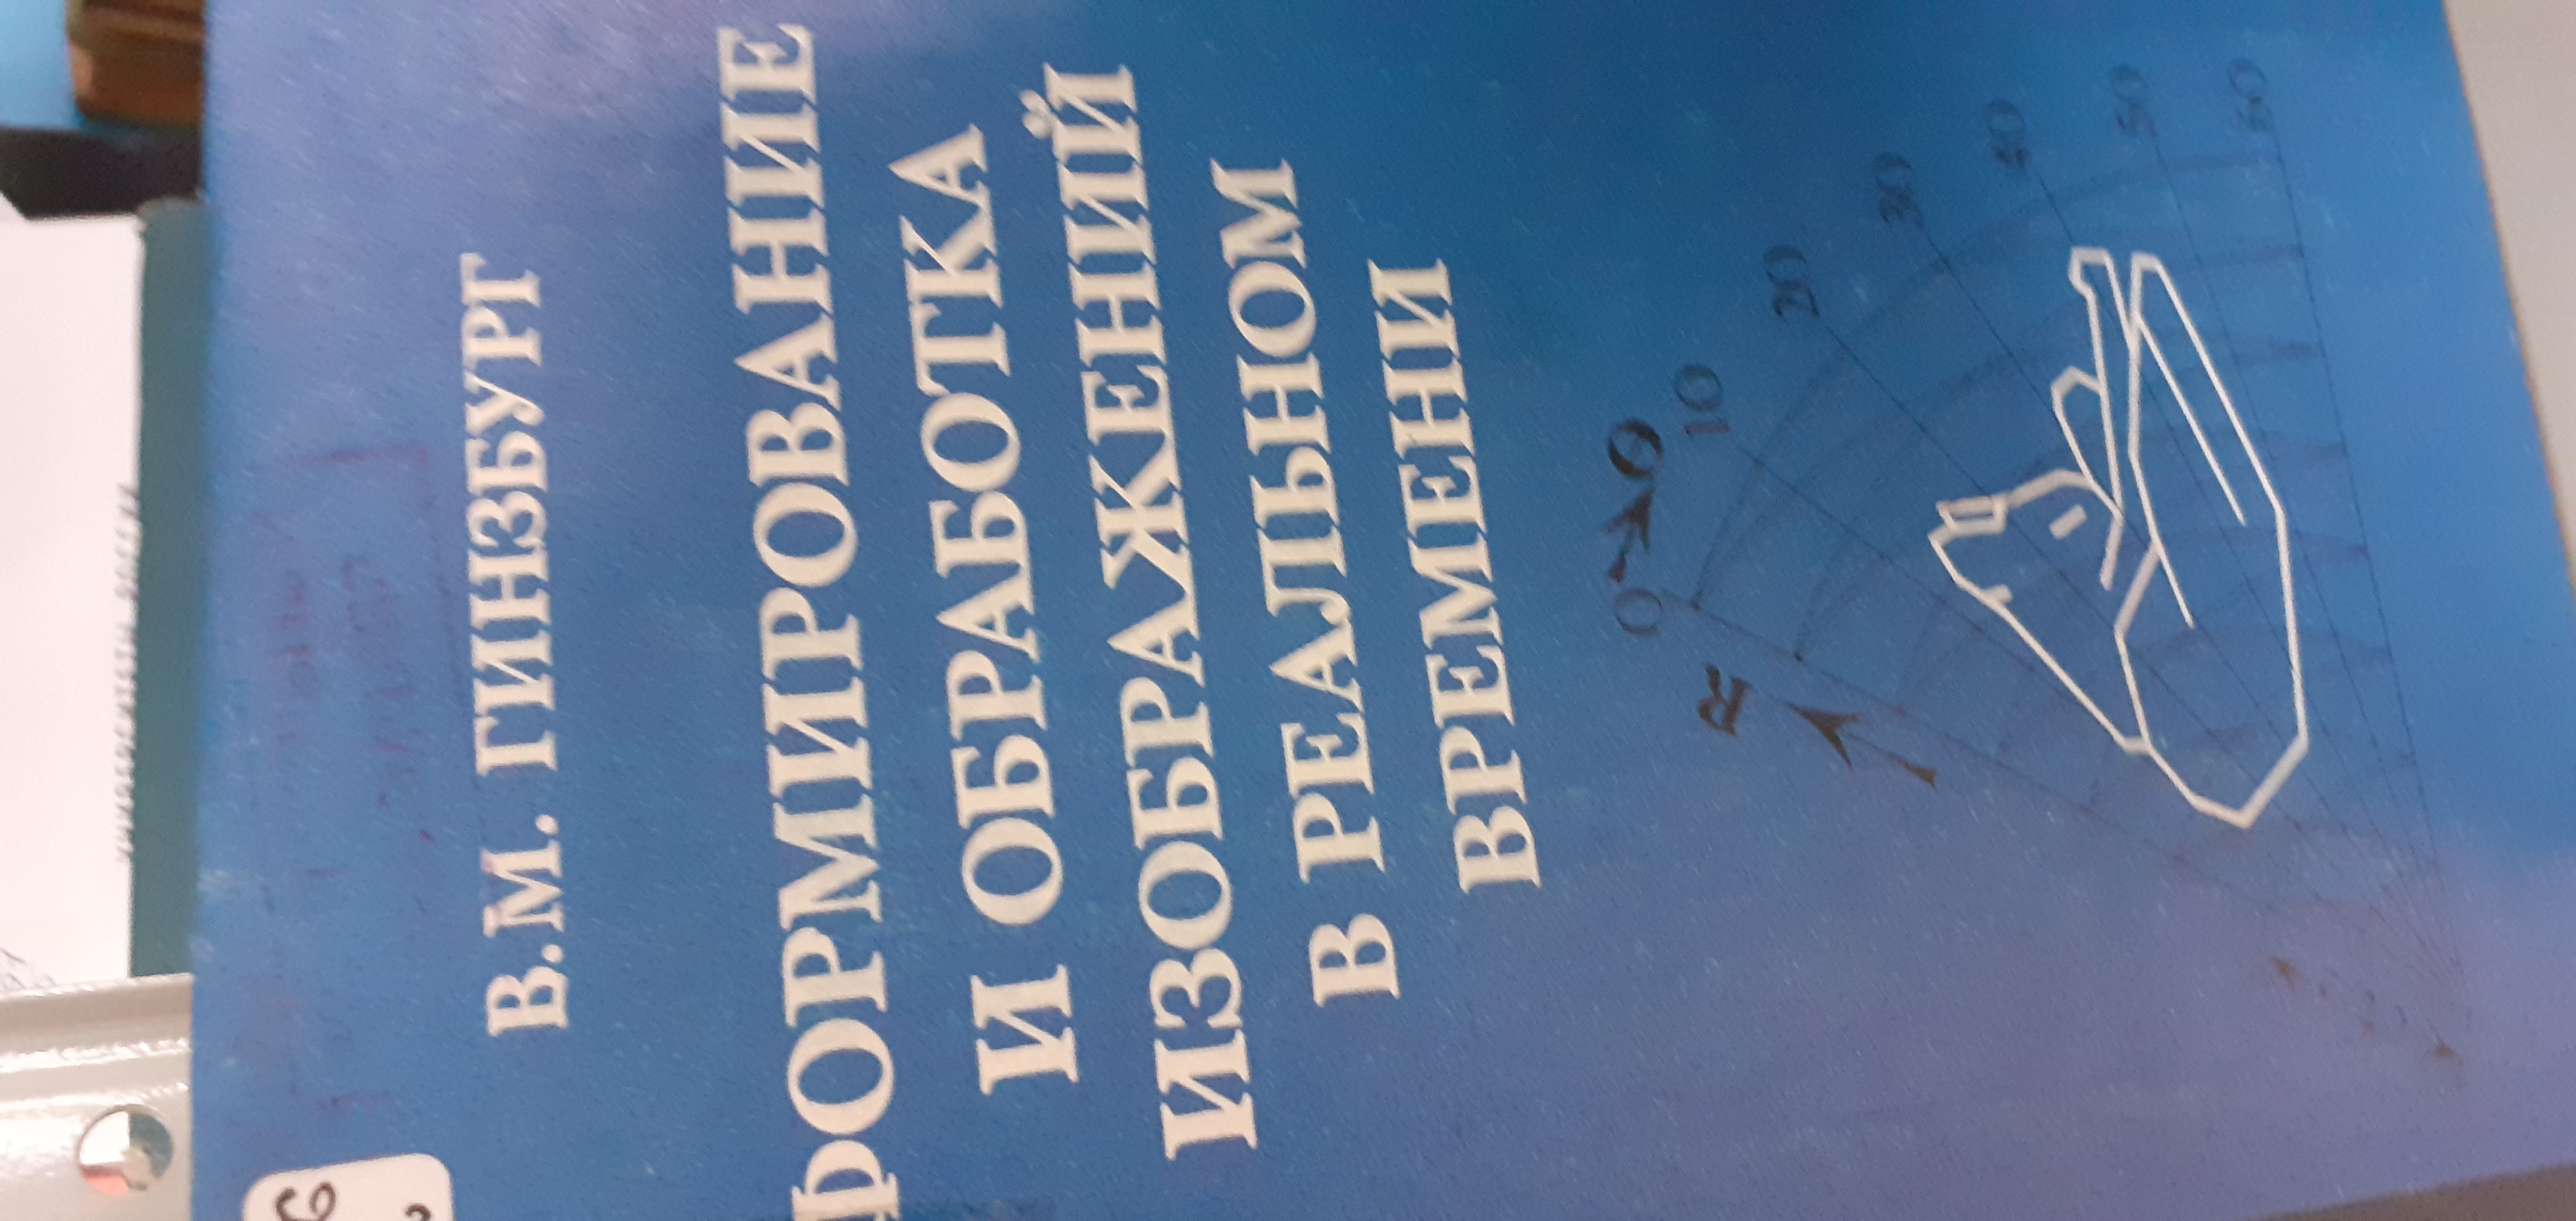 В.М. ГИНЗБУРГ
ФОРМИРОВАНИЕ
И ОБРАБОТКА
ИЗОБРАЖЕНИЙ
В РЕАЛЬНОМ
ВРЕМЕНИ
0
Θ
10
20
30
40
50
60
R